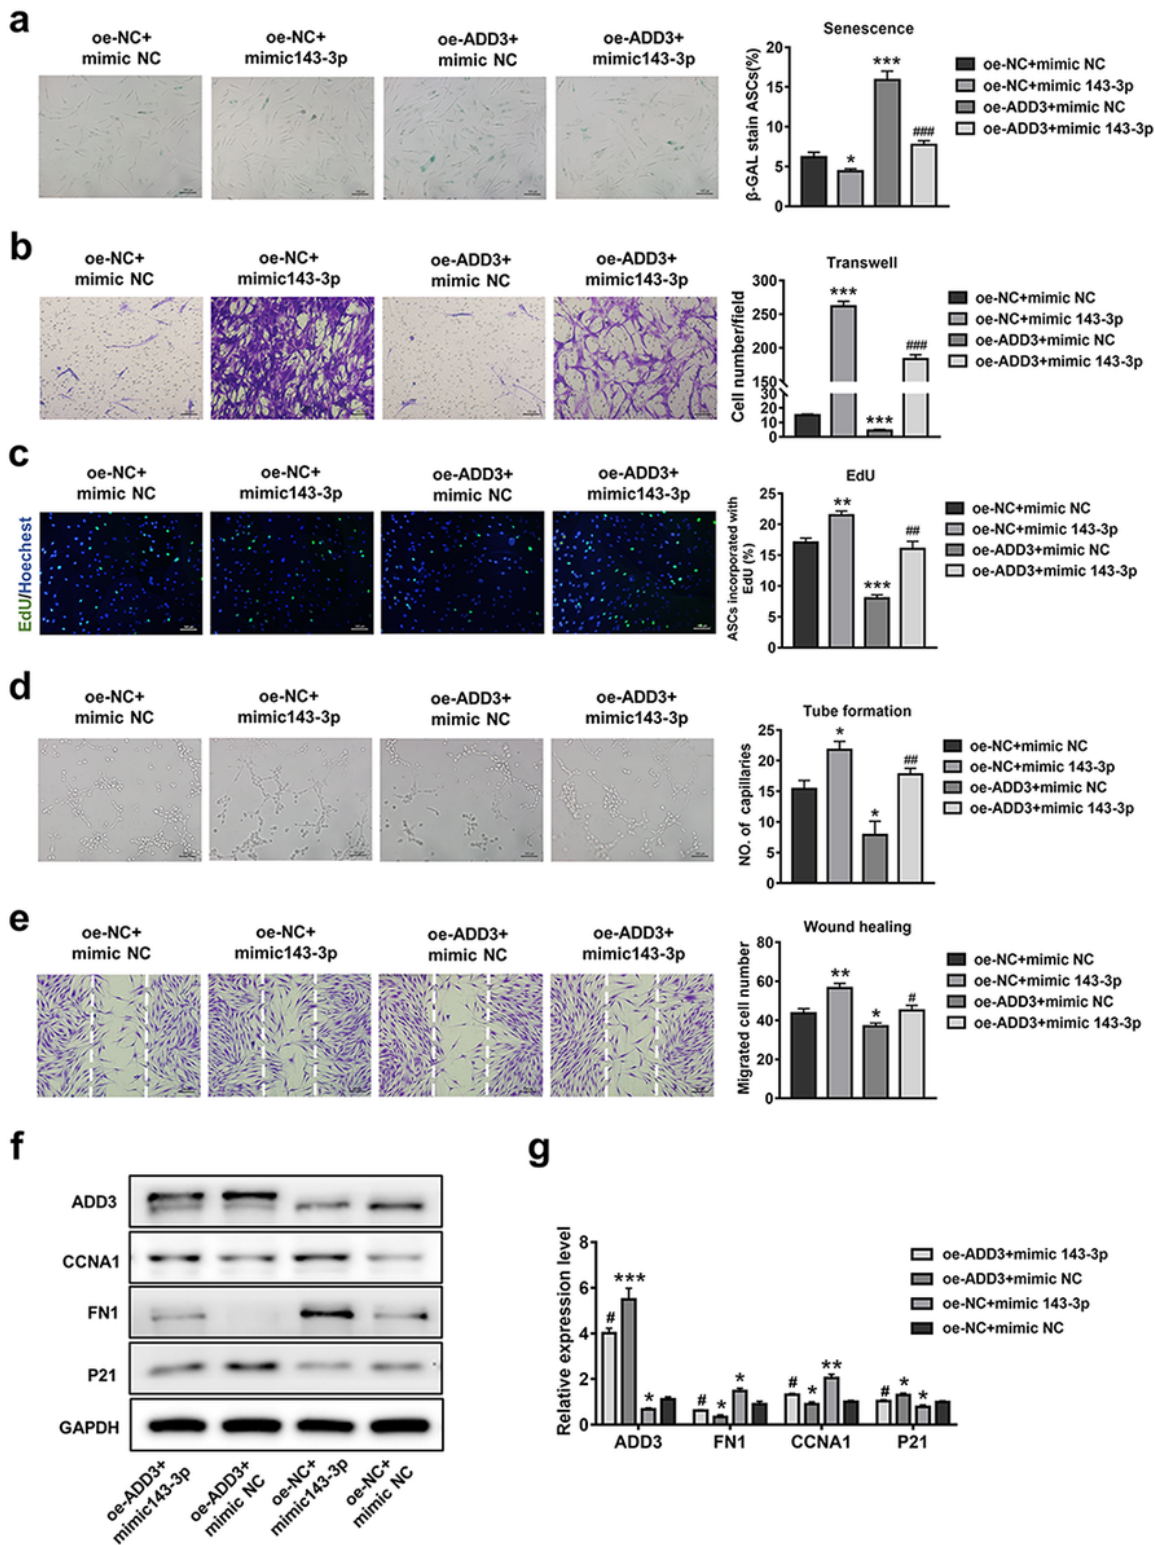 a
oe-NC+
mimic NC
oe-NC+
mimic143-3p
oe-ADD3+
mimic NC
oe-ADD3+
mimic143-3p
Senescence
β-GAL stain ASCs(%)
20
15
10
5
0
*
***
###
oe-NC+mimic NC
oe-NC+mimic 143-3p
oe-ADD3+mimic NC
oe-ADD3+mimic 143-3p
b
oe-NC+
mimic NC
oe-NC+
mimic143-3p
oe-ADD3+
mimic NC
oe-ADD3+
mimic143-3p
Transwell
Cell number/field
300
250
200
150
30
20
10
0
***
***
###
oe-NC+mimic NC
oe-NC+mimic 143-3p
oe-ADD3+mimic NC
oe-ADD3+mimic 143-3p
c
EdU/Hoechest
oe-NC+
mimic NC
oe-NC+
mimic143-3p
oe-ADD3+
mimic NC
oe-ADD3+
mimic143-3p
EdU
ASCs incorporated with
EdU (%)
25
20
15
10
5
0
**
***
##
oe-NC+mimic NC
oe-NC+mimic 143-3p
oe-ADD3+mimic NC
oe-ADD3+mimic 143-3p
d
oe-NC+
mimic NC
oe-NC+
mimic143-3p
oe-ADD3+
mimic NC
oe-ADD3+
mimic143-3p
Tube formation
NO. of capillaries
25
20
15
10
5
0
*
*
##
oe-NC+mimic NC
oe-NC+mimic 143-3p
oe-ADD3+mimic NC
oe-ADD3+mimic 143-3p
e
oe-NC+
mimic NC
oe-NC+
mimic143-3p
oe-ADD3+
mimic NC
oe-ADD3+
mimic143-3p
Wound healing
Migrated cell number
80
60
40
20
0
**
*
#
oe-NC+mimic NC
oe-NC+mimic 143-3p
oe-ADD3+mimic NC
oe-ADD3+mimic 143-3p
f
ADD3
CCNA1
FN1
P21
GAPDH
oe-ADD3+
mimic143-3p
oe-ADD3+
mimic NC
oe-NC+
mimic143-3p
oe-NC+
mimic NC
g
Relative expression level
8
6
4
2
0
#
***
*
#
*
*
#
*
**
#
*
*
ADD3
FN1
CCNA1
P21
oe-ADD3+mimic 143-3p
oe-ADD3+mimic NC
oe-NC+mimic 143-3p
oe-NC+mimic NC